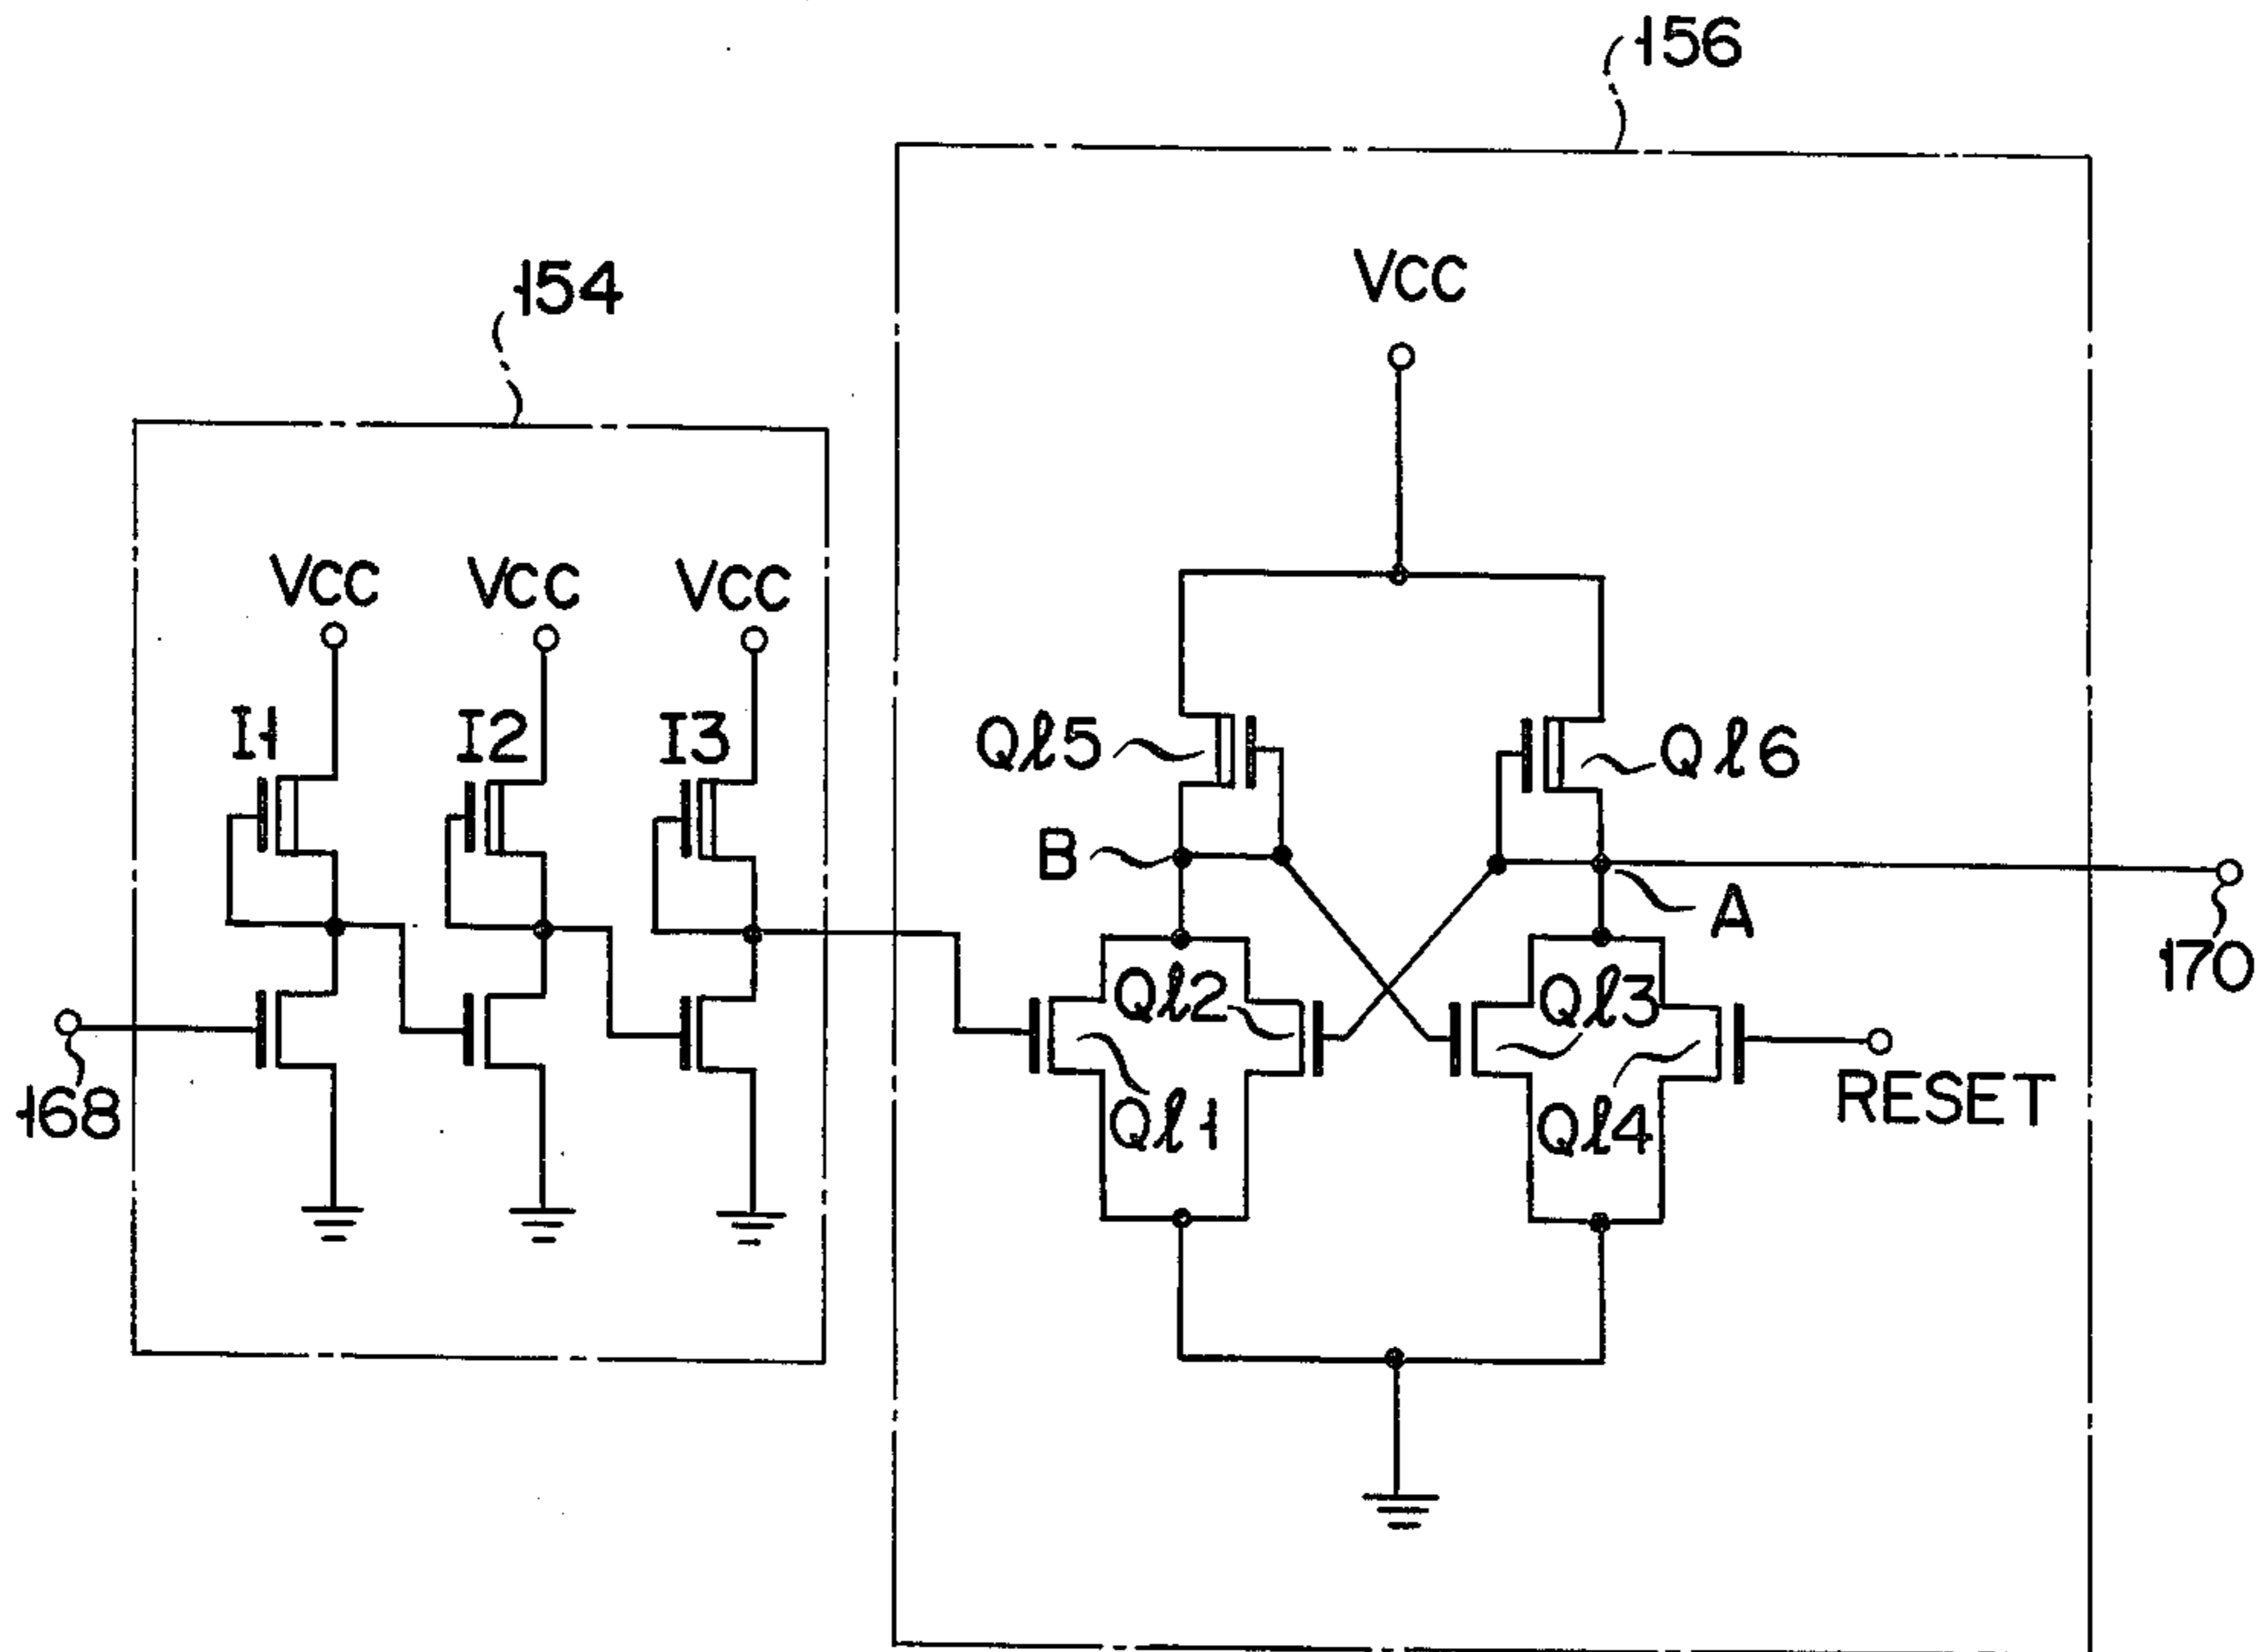 156
154
VCC
VCC VCC VCC
I1 I2 I3
Qℓ5 Qℓ6
B
A
170
Qℓ2 Qℓ3
168
Qℓ1 Qℓ4
RESET